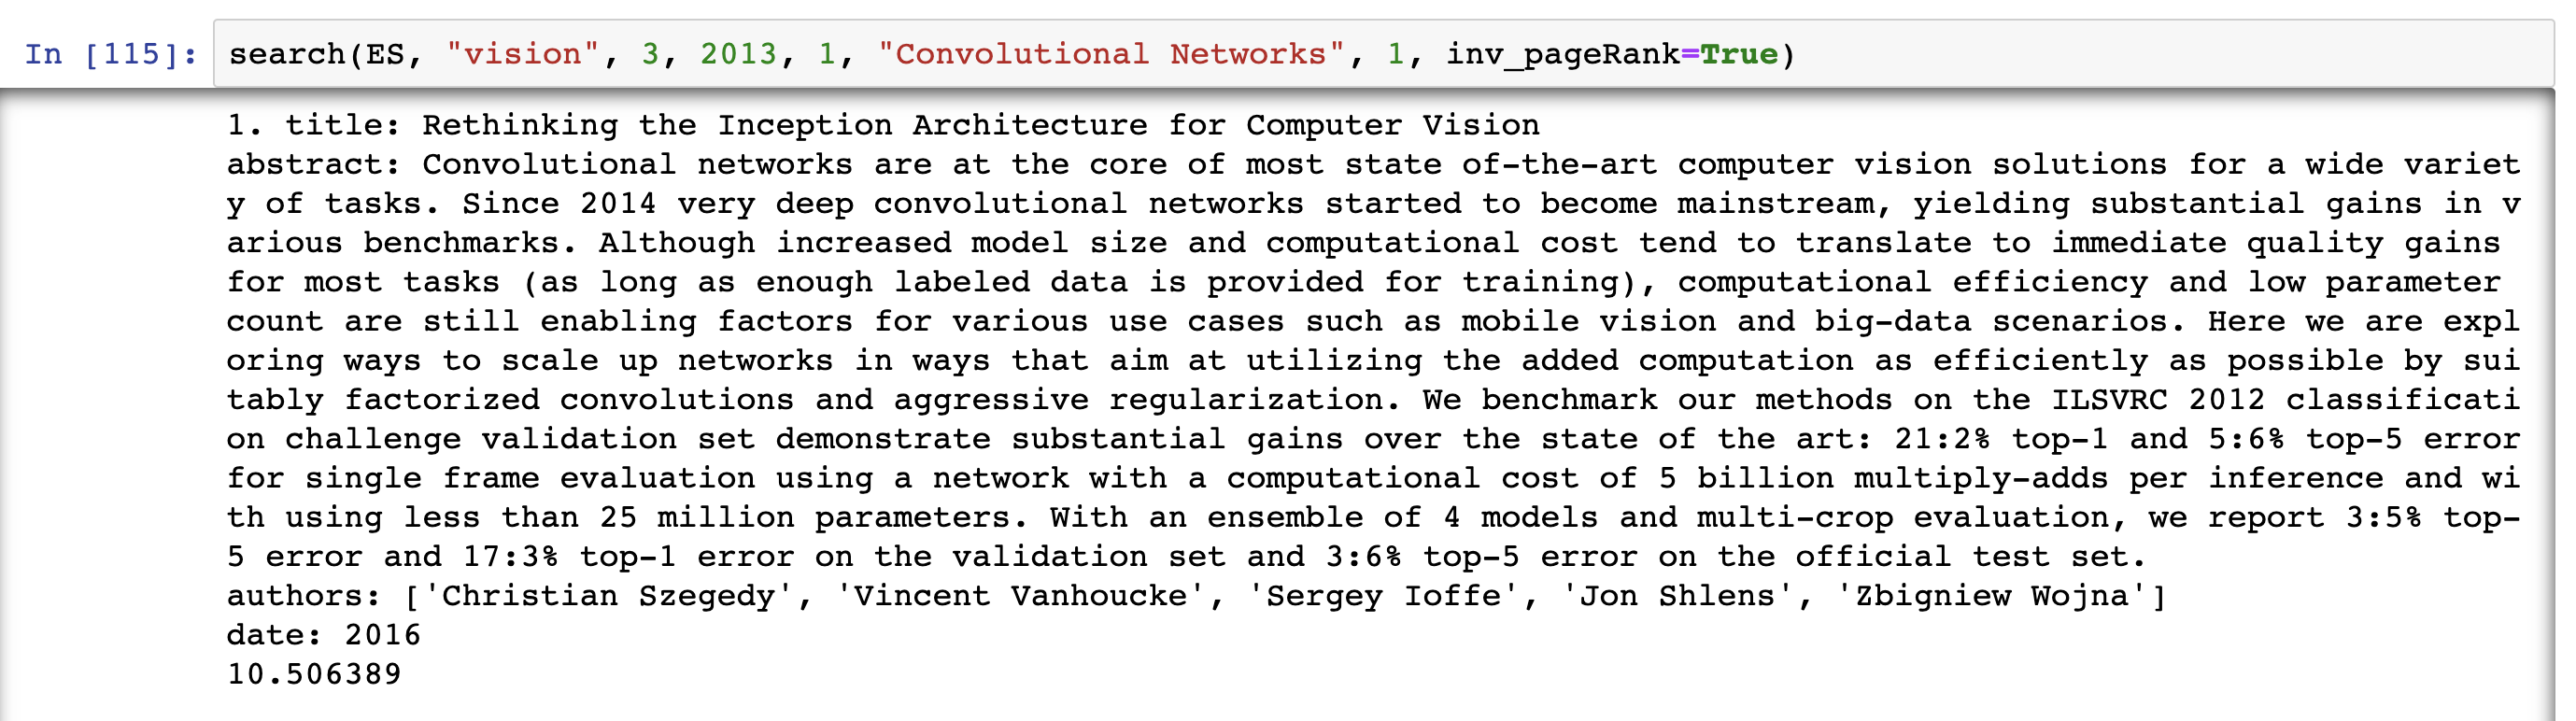 In [115]: search(ES, "vision", 3, 2013, 1, "Convolutional Networks", 1, inv_pageRank=True)
1. title: Rethinking the Inception Architecture for Computer Vision
abstract: Convolutional networks are at the core of most state of-the-art computer vision solutions for a wide variet
y of tasks. Since 2014 very deep convolutional networks started to become mainstream, yielding substantial gains in v
arious benchmarks. Although increased model size and computational cost tend to translate to immediate quality gains
for most tasks (as long as enough labeled data is provided for training), computational efficiency and low parameter
count are still enabling factors for various use cases such as mobile vision and big-data scenarios. Here we are expl
oring ways to scale up networks in ways that aim at utilizing the added computation as efficiently as possible by sui
tably factorized convolutions and aggressive regularization. We benchmark our methods on the ILSVRC 2012 classificati
on challenge validation set demonstrate substantial gains over the state of the art: 21:2% top-1 and 5:6% top-5 error
for single frame evaluation using a network with a computational cost of 5 billion multiply-adds per inference and wi
th using less than 25 million parameters. With an ensemble of 4 models and multi-crop evaluation, we report 3:5% top-
5 error and 17:3% top-1 error on the validation set and 3:6% top-5 error on the official test set.
authors: ['Christian Szegedy', 'Vincent Vanhoucke', 'Sergey Ioffe', 'Jon Shlens', 'Zbigniew Wojna']
date: 2016
10.506389